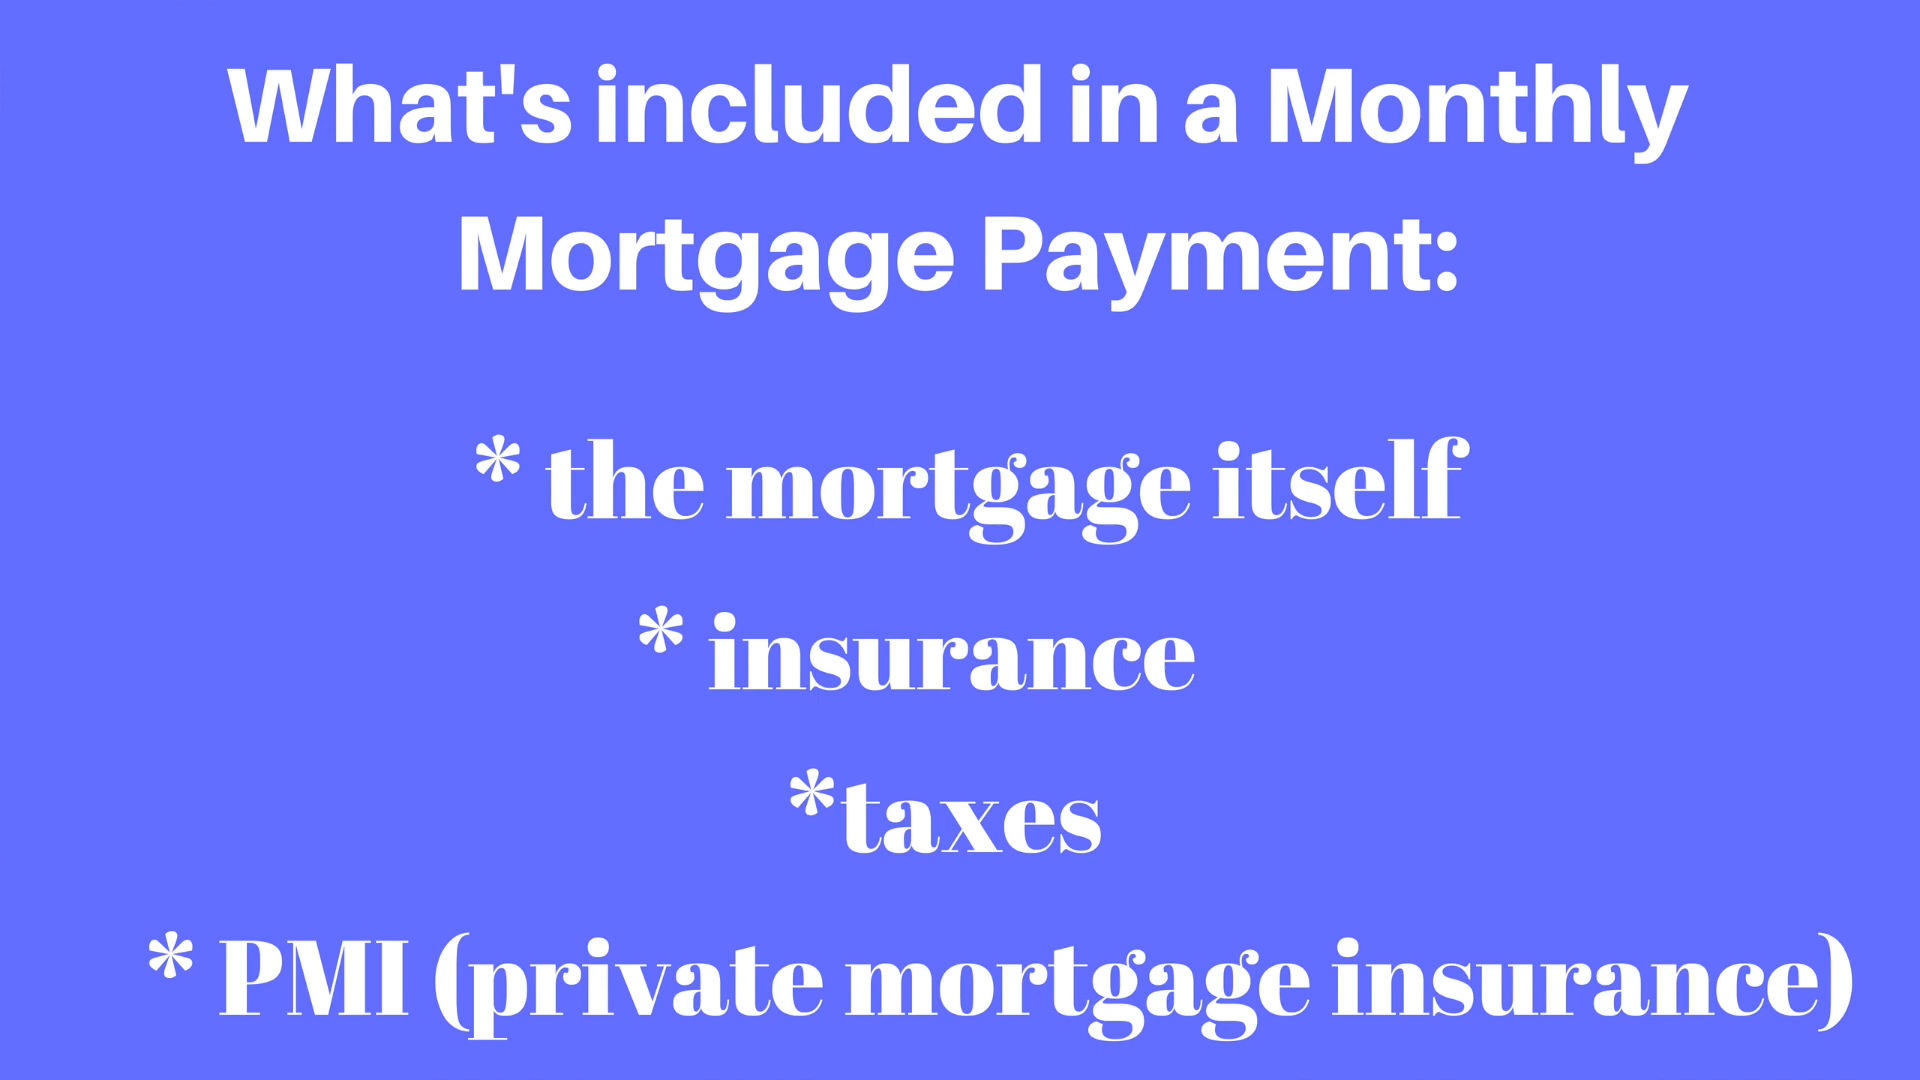 What's included in a Monthly
Mortgage Payment:
* the mortgage itself
* insurance
*taxes
* PMI (private mortgage insurance)